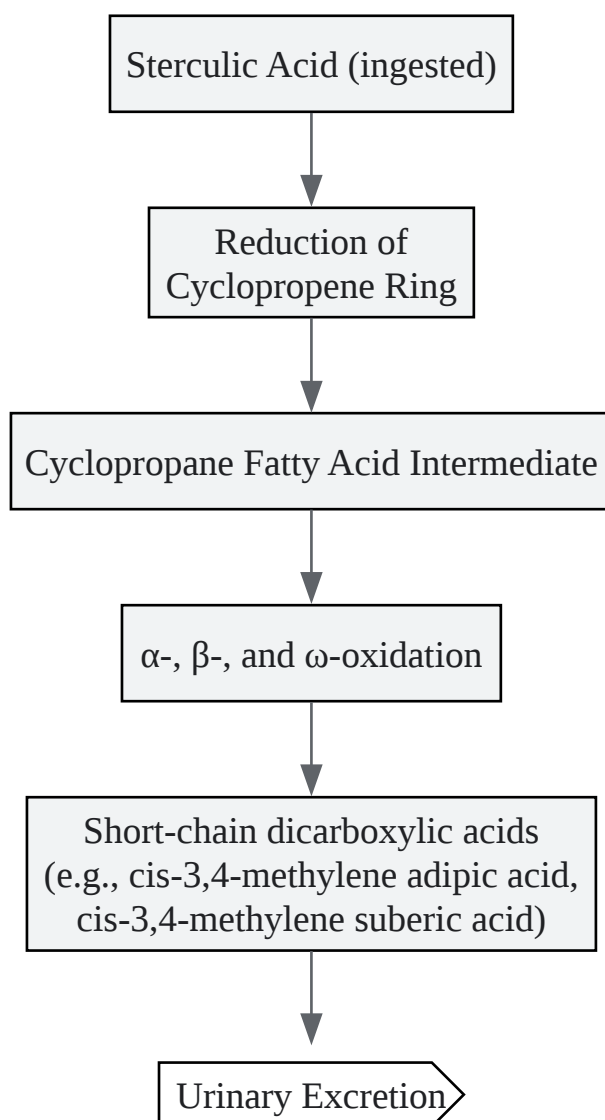 Sterculic Acid (ingested)
Reduction of
Cyclopropene Ring
Cyclopropane Fatty Acid Intermediate
α-, β-, and ω-oxidation
Short-chain dicarboxylic acids
(e.g., cis-3,4-methylene adipic acid,
cis-3,4-methylene suberic acid)
Urinary Excretion